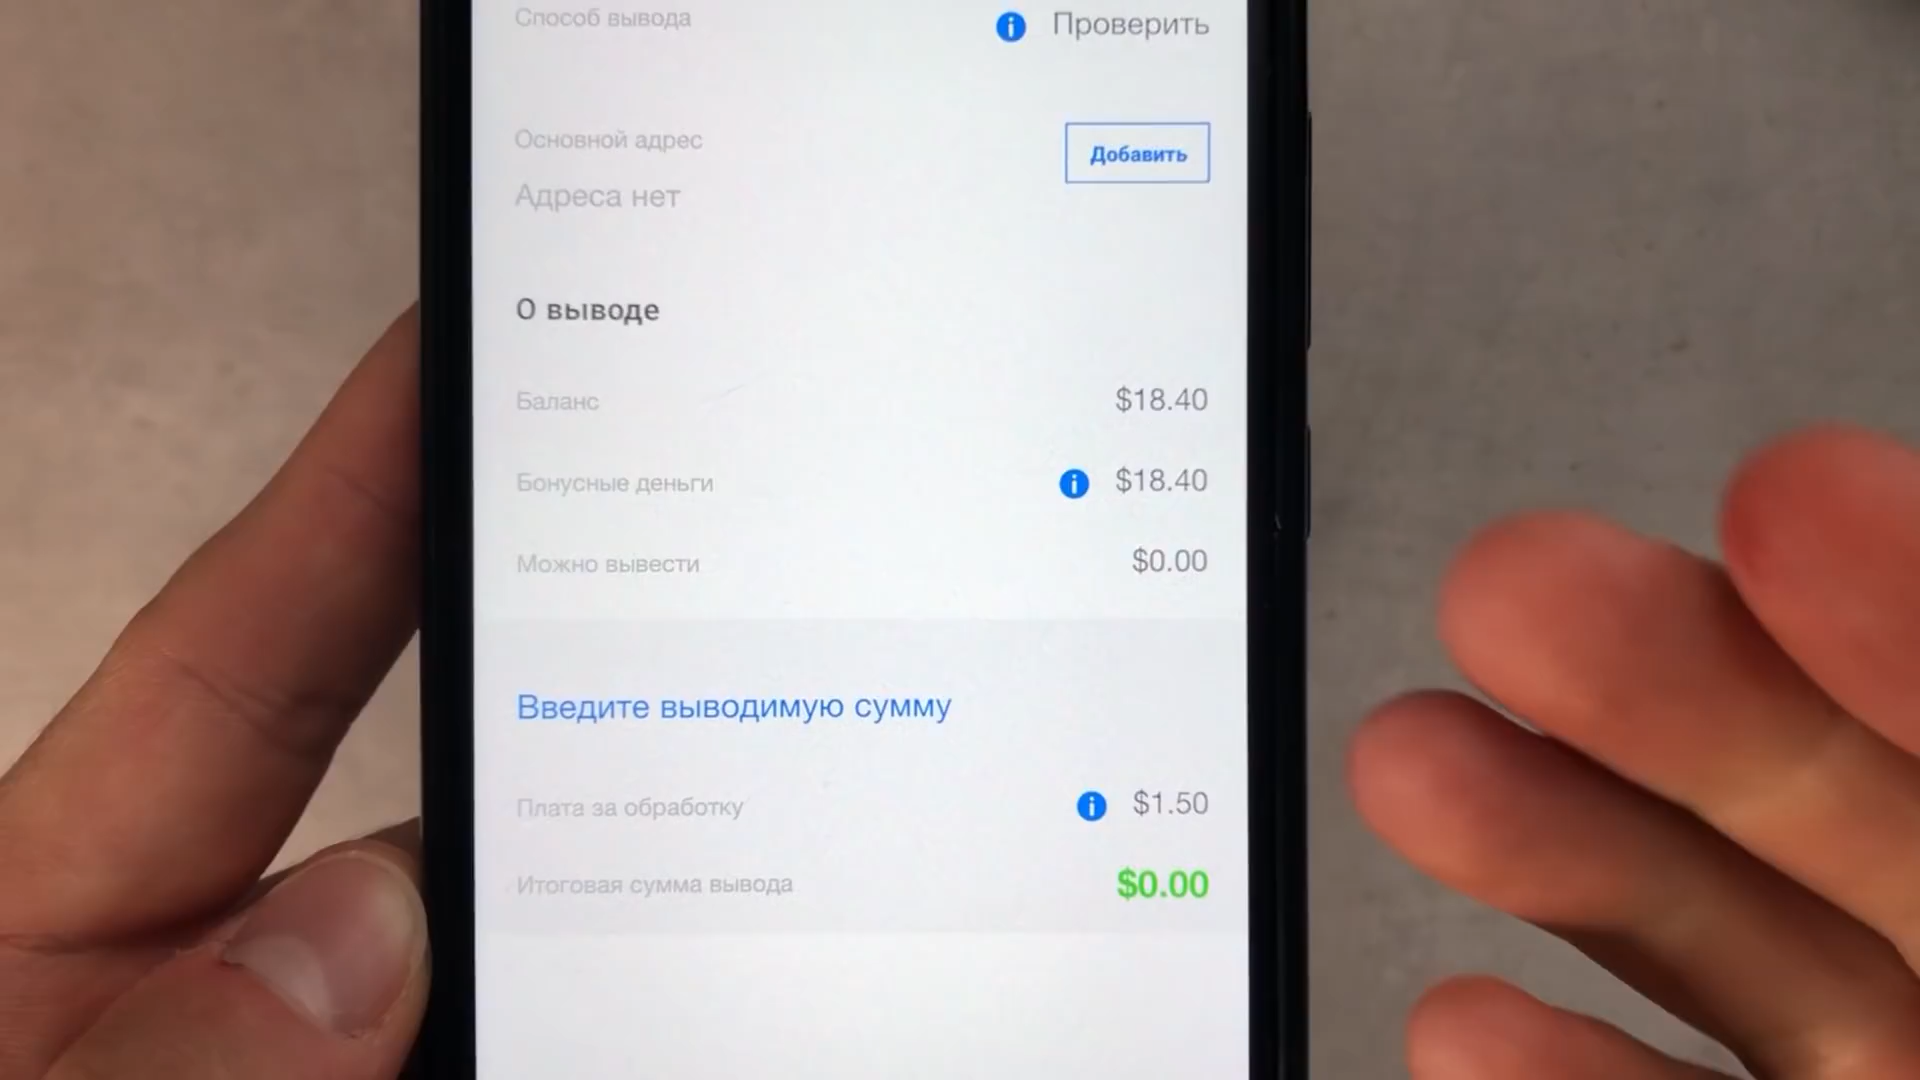 Способ вывода
Проверить
Основной адрес
Добавить
Адреса нет
О выводе
Баланс
$18.40
Бонусные деньги
$18.40
Можно вывести
$0.00
Введите выводимую сумму
Плата за обработку
$1.50
Итоговая сумма вывода
$0.00